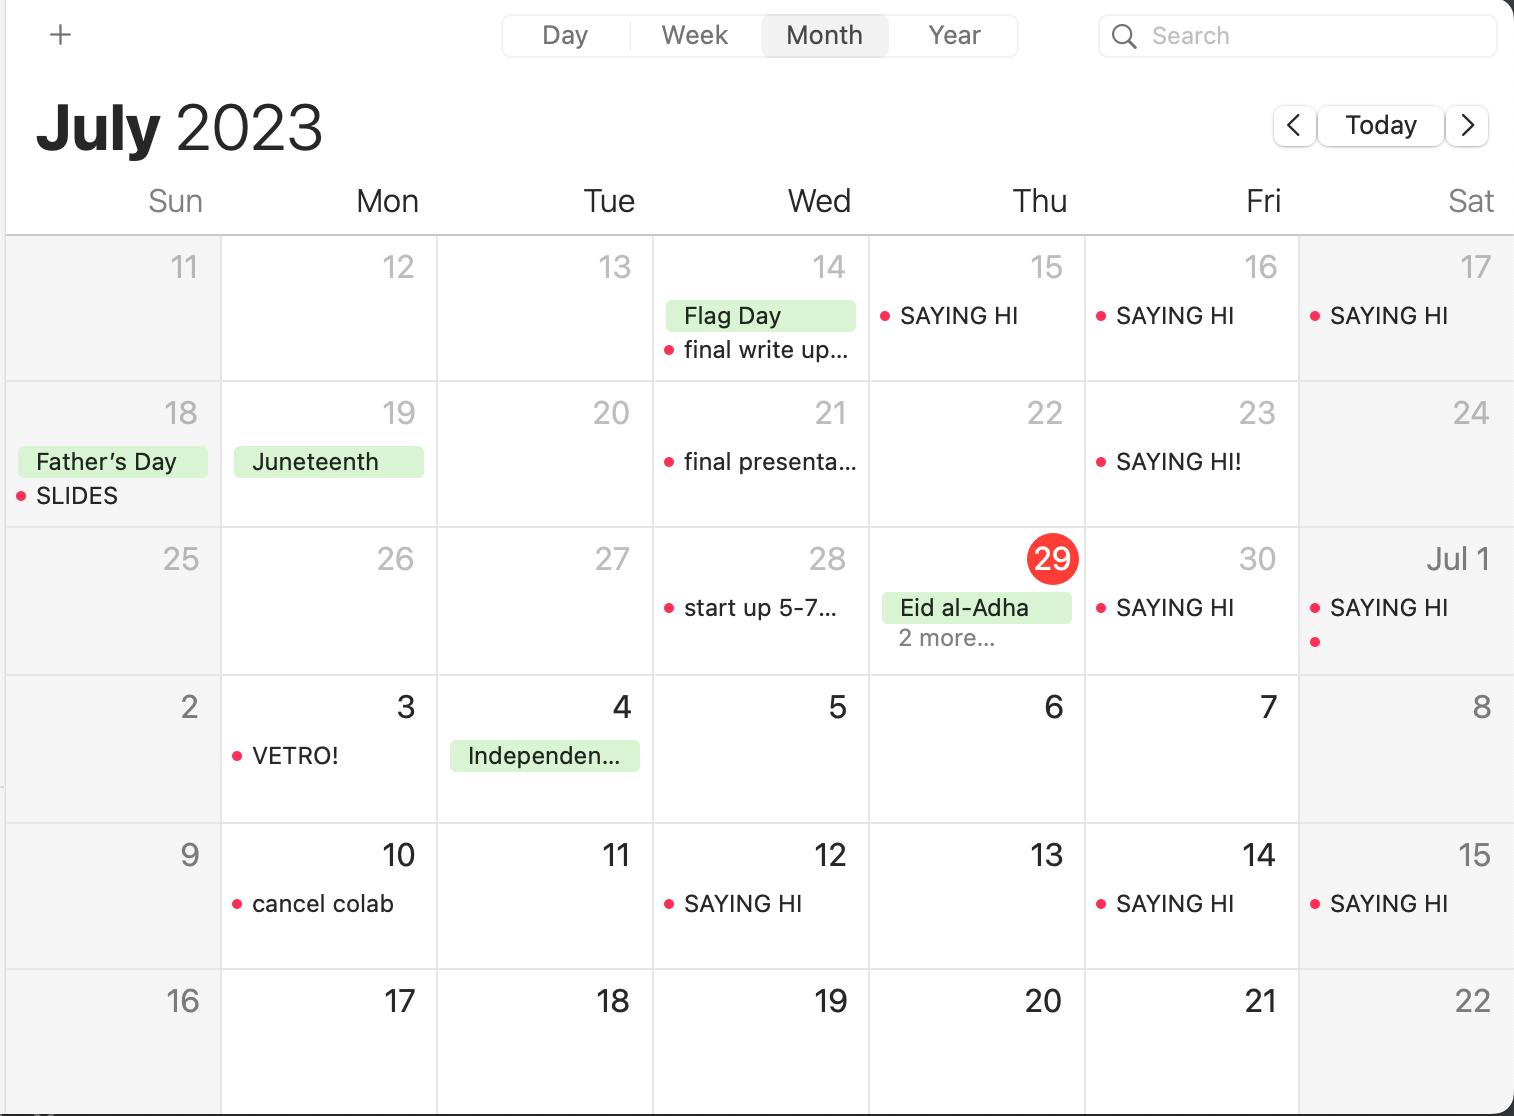 +
Day Week Month Year
Search
July 2023
< Today >
Sun Mon Tue Wed Thu Fri Sat
11 12 13 14 15 16 17
Flag Day • SAYING HI • SAYING HI • SAYING HI
• final write up...
18 19 20 21 22 23 24
Father's Day Juneteenth • final presenta... • SAYING HI!
• SLIDES
25 26 27 28 29 30 Jul 1
• start up 5-7... Eid al-Adha • SAYING HI • SAYING HI
2 more... •
2 3 4 5 6 7 8
• VETRO! Independen...
9 10 11 12 13 14 15
• cancel colab • SAYING HI • SAYING HI • SAYING HI
16 17 18 19 20 21 22